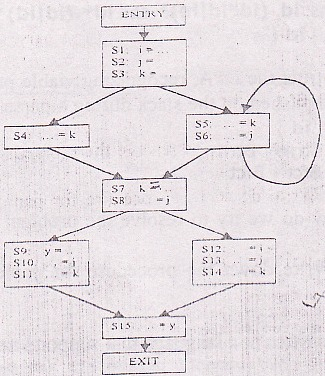 ENTRY
S1: i = ...
S2: j = ...
S3: k = ...
S4: ... = k
S5: ... = k
S6: ... = j
S7 k = ...
S8 = j
S9: y = ..
S10 .. = i
S11 .. = k
S12 .. = i
S13 .. = j
S14 ... = k
S15 .. = y
EXIT